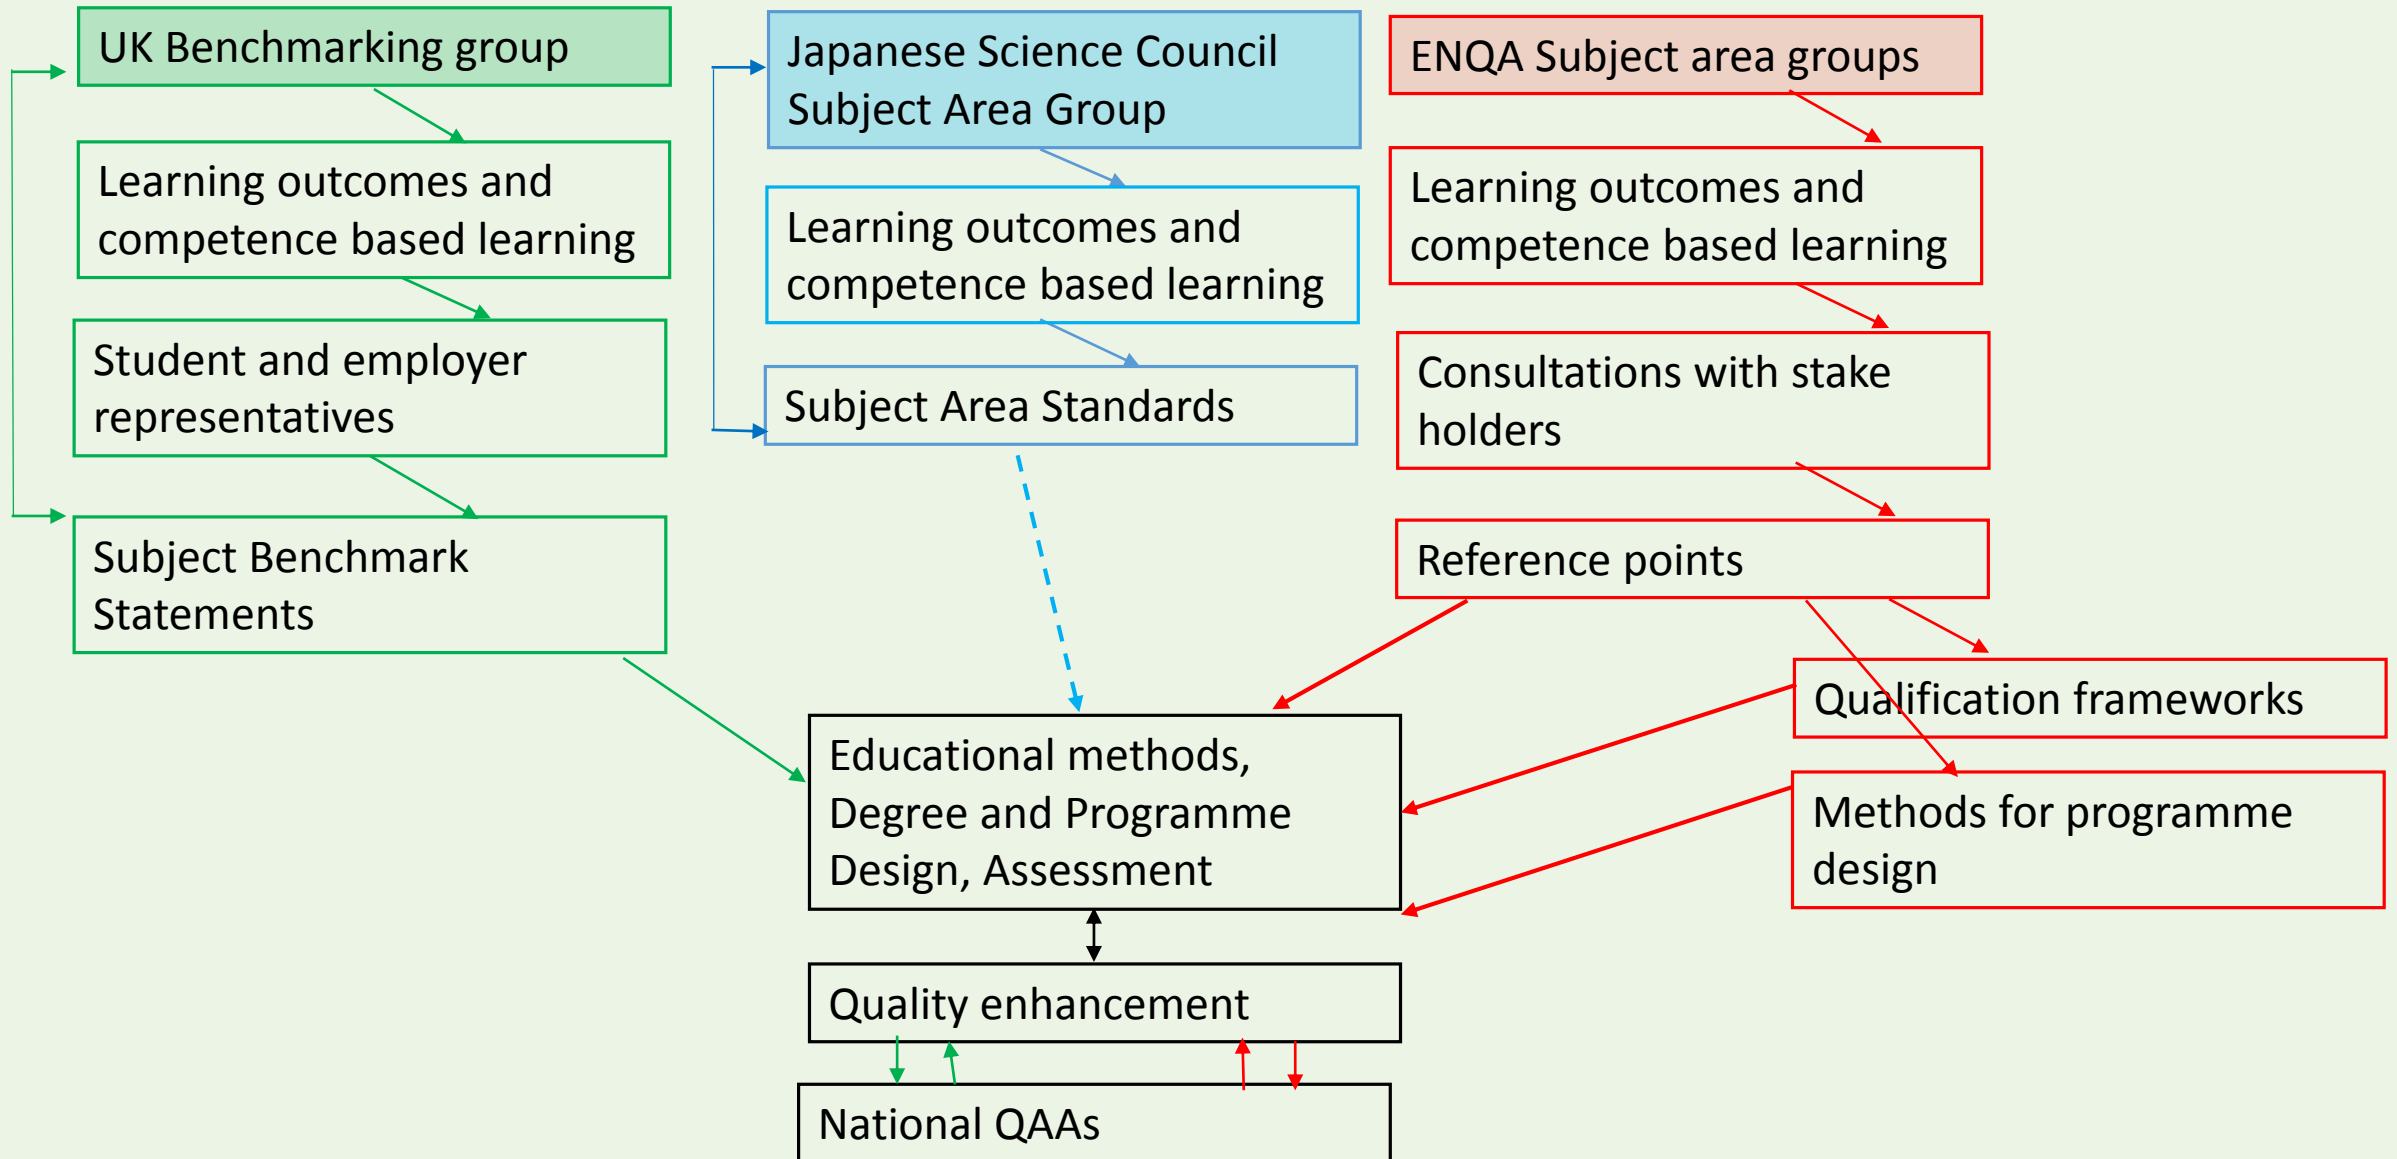 UK Benchmarking group
Learning outcomes and
competence based learning
Student and employer
representatives
Subject Benchmark
Statements
Japanese Science Council
Subject Area Group
Learning outcomes and
competence based learning
Subject Area Standards
ENQA Subject area groups
Learning outcomes and
competence based learning
Consultations with stake
holders
Reference points
Qualification frameworks
Methods for programme
design
Educational methods,
Degree and Programme
Design, Assessment
Quality enhancement
National QAAs